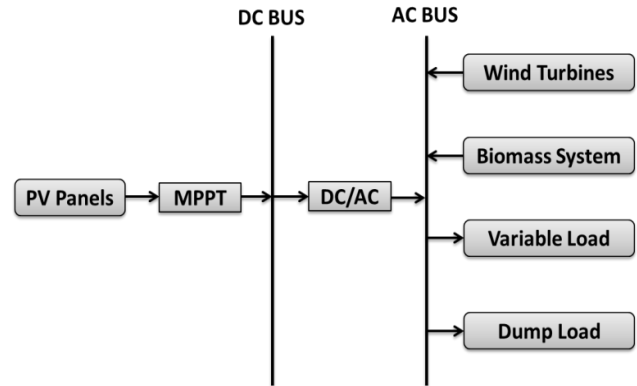 DC BUS
AC BUS
Wind Turbines
Biomass System
PV Panels
MPPT
DC/AC
Variable Load
Dump Load